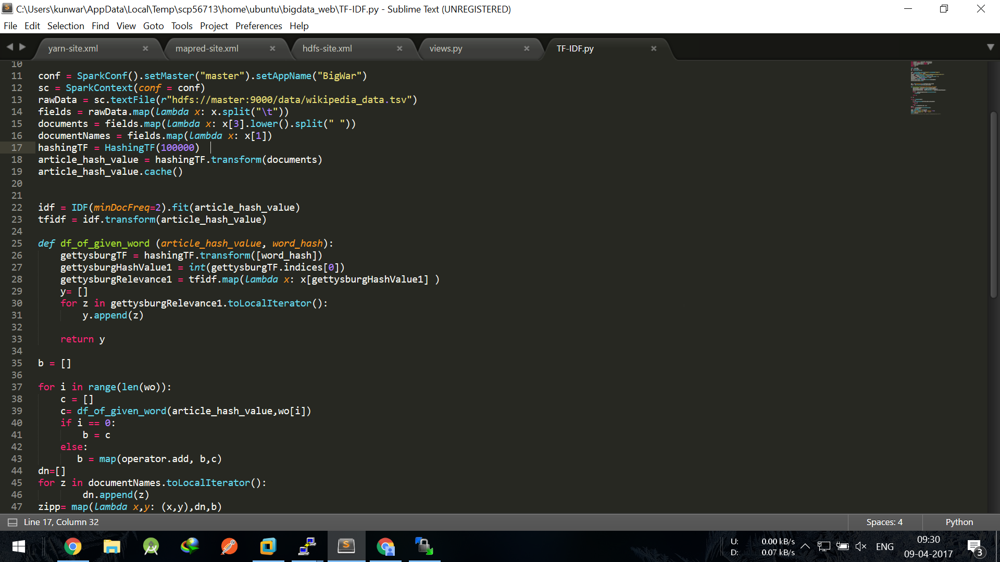 C:\Users\kunwar\AppData\Local\Temp\scp56713\home\ubuntu\bigdata_web\TF-IDF.py - Sublime Text (UNREGISTERED)
File Edit Selection Find View Goto Tools Project Preferences Help
yarn-site.xml mapred-site.xml hdfs-site.xml views.py TF-IDF.py
10
11 conf = SparkConf().setMaster("master").setAppName("BigWar")
12 sc = SparkContext(conf = conf)
13 rawData = sc.textFile(r"hdfs://master:9000/data/wikipedia_data.tsv")
14 fields = rawData.map(lambda x: x.split("\t"))
15 documents = fields.map(lambda x: x[3].lower().split(" "))
16 documentNames = fields.map(lambda x: x[1])
17 hashingTF = HashingTF(100000)
18 article_hash_value = hashingTF.transform(documents)
19 article_hash_value.cache()
20
21
22 idf = IDF(minDocFreq=2).fit(article_hash_value)
23 tfidf = idf.transform(article_hash_value)
24
25 def df_of_given_word (article_hash_value, word_hash):
26     gettysburgTF = hashingTF.transform([word_hash])
27     gettysburgHashValue1 = int(gettysburgTF.indices[0])
28     gettysburgRelevance1 = tfidf.map(lambda x: x[gettysburgHashValue1] )
29     y= []
30     for z in gettysburgRelevance1.toLocalIterator():
31         y.append(z)
32
33     return y
34
35 b = []
36
37 for i in range(len(wo)):
38     c = []
39     c= df_of_given_word(article_hash_value,wo[i])
40     if i == 0:
41         b = c
42     else:
43        b = map(operator.add, b,c)
44 dn=[]
45 for z in documentNames.toLocalIterator():
46         dn.append(z)
47 zipp= map(lambda x,y: (x,y),dn,b)
Line 17, Column 32 Spaces: 4 Python
U: 0.00 kB/s
D: 0.07 kB/s
ENG
09:30
09-04-2017
3